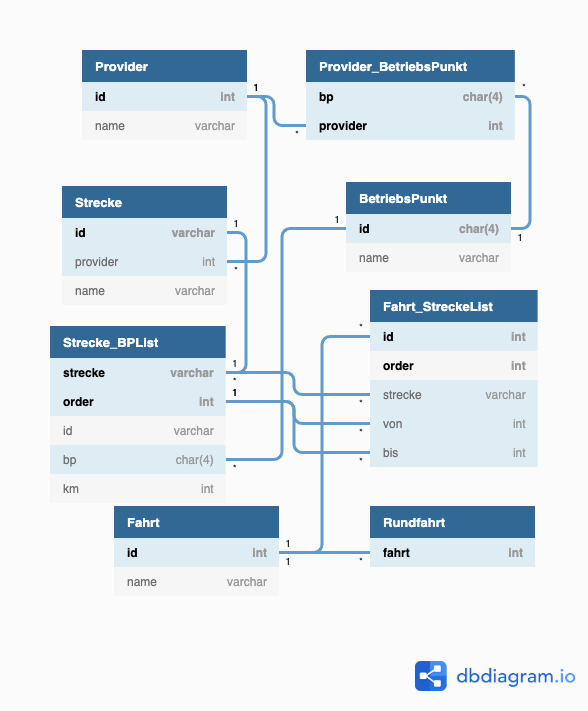 Provider
id int
name varchar
Provider_BetriebsPunkt
bp char(4)
provider int
1
*
*
Strecke
id varchar
provider int
name varchar
1
*
BetriebsPunkt
id char(4)
name varchar
1
1
Strecke_BPList
strecke varchar
order int
id varchar
bp char(4)
km int
1
*
1
*
Fahrt_StreckeList
id int
order int
strecke varchar
von int
bis int
*
*
*
*
Fahrt
id int
name varchar
1
1
Rundfahrt
fahrt int
*
dbdiagram.io